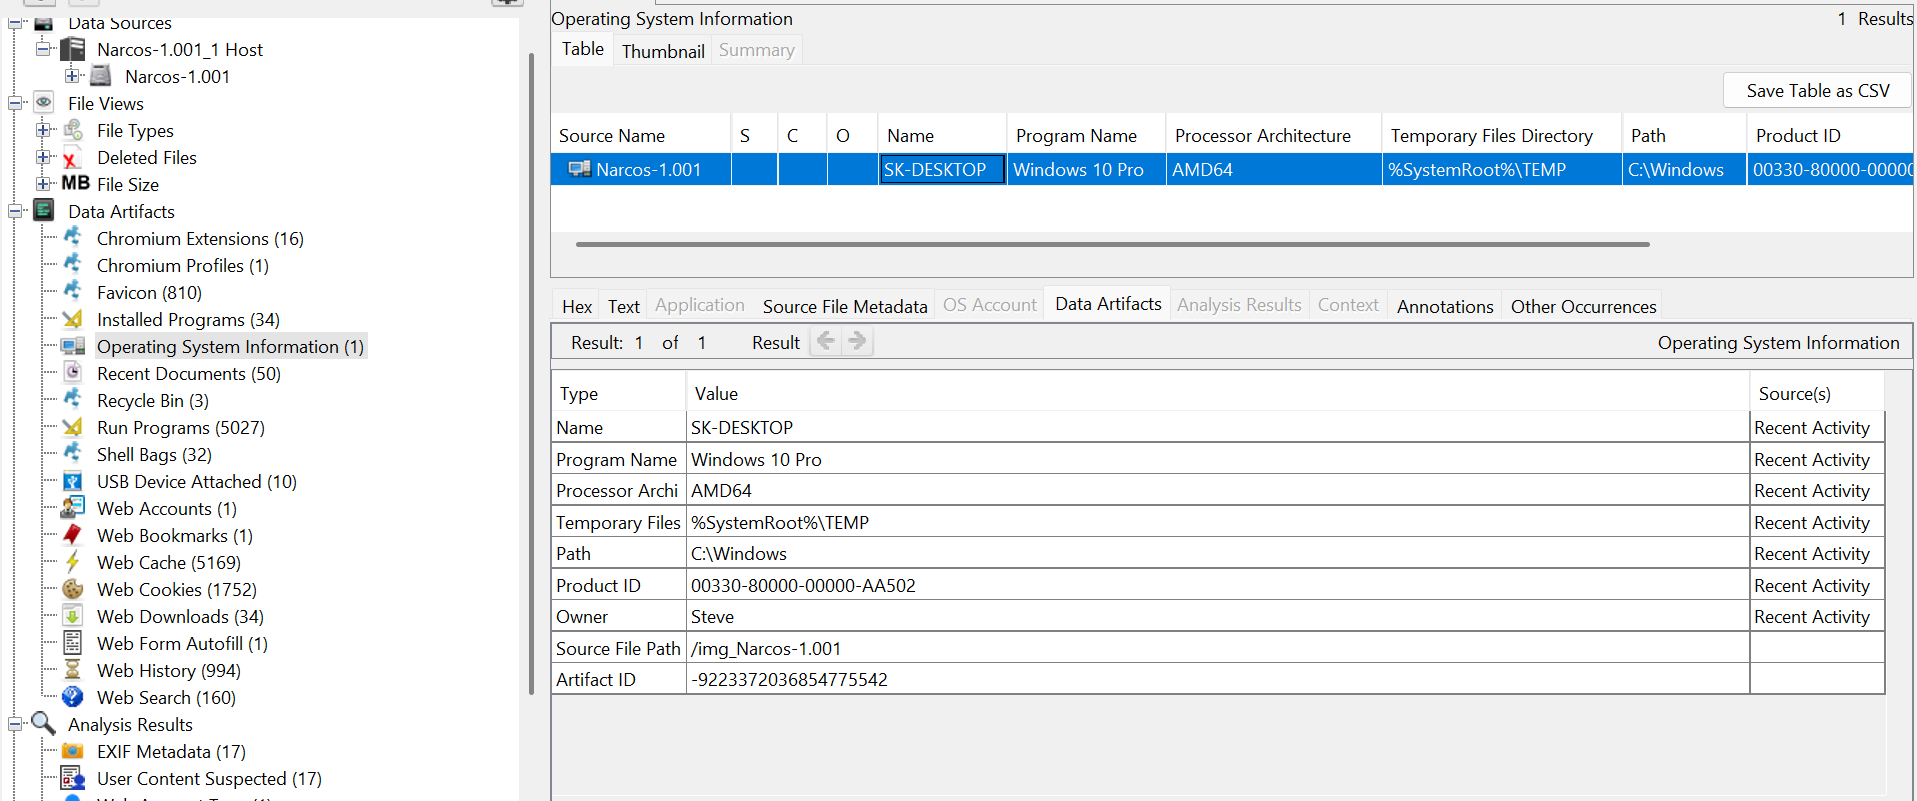 Data Sources
Narcos-1.001_1 Host
Narcos-1.001
File Views
File Types
Deleted Files
MB File Size
Data Artifacts
Chromium Extensions (16)
Chromium Profiles (1)
Favicon (810)
Installed Programs (34)
Operating System Information (1)
Recent Documents (50)
Recycle Bin (3)
Run Programs (5027)
Shell Bags (32)
USB Device Attached (10)
Web Accounts (1)
Web Bookmarks (1)
Web Cache (5169)
Web Cookies (1752)
Web Downloads (34)
Web Form Autofill (1)
Web History (994)
Web Search (160)
Analysis Results
EXIF Metadata (17)
User Content Suspected (17)
Operating System Information 1 Results
Table Thumbnail Summary
Save Table as CSV
Source Name S C O Name Program Name Processor Architecture Temporary Files Directory Path Product ID
Narcos-1.001 SK-DESKTOP Windows 10 Pro AMD64 %SystemRoot%\TEMP C:\Windows 00330-80000-0000
Hex Text Application Source File Metadata OS Account Data Artifacts Analysis Results Context Annotations Other Occurrences
Result: 1 of 1 Result Operating System Information
Type Value Source(s)
Name SK-DESKTOP Recent Activity
Program Name Windows 10 Pro Recent Activity
Processor Archi AMD64 Recent Activity
Temporary Files %SystemRoot%\TEMP Recent Activity
Path C:\Windows Recent Activity
Product ID 00330-80000-00000-AA502 Recent Activity
Owner Steve Recent Activity
Source File Path /img_Narcos-1.001
Artifact ID -9223372036854775542